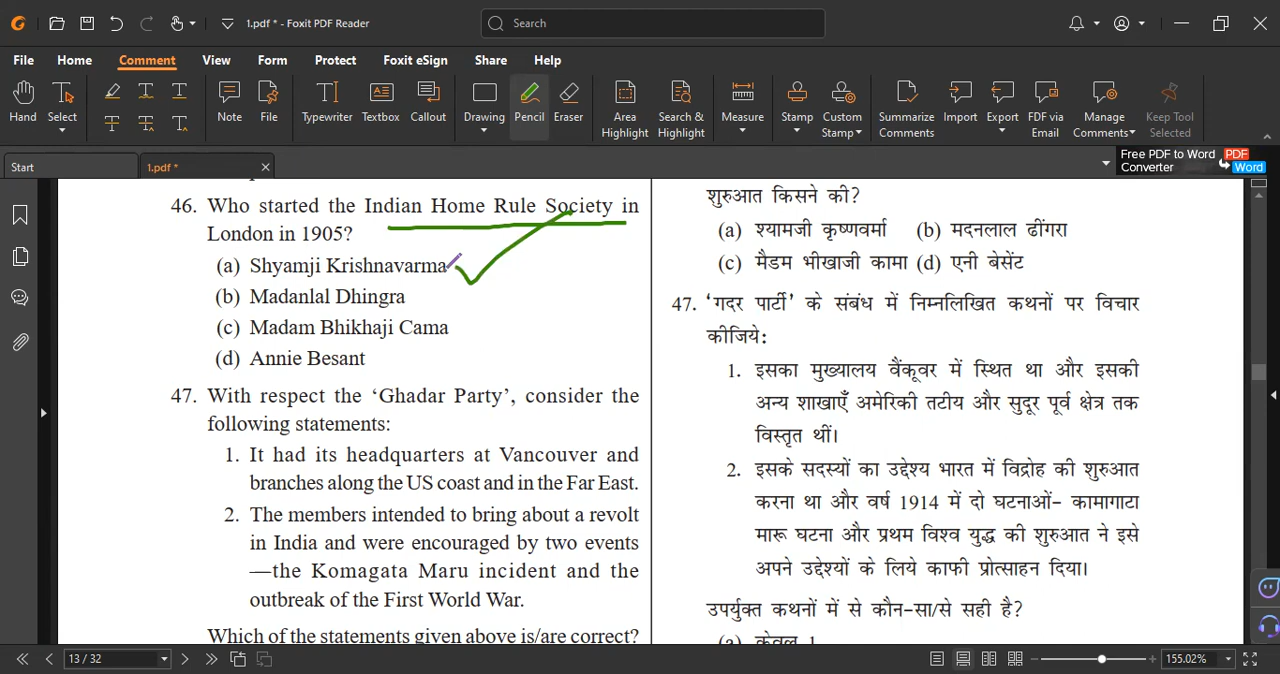 1.pdf * - Foxit PDF Reader
Search
File Home Comment View Form Protect Foxit eSign Share Help
Hand Select Note File Typewriter Textbox Callout Drawing Pencil Eraser Area Highlight Search & Highlight Measure Stamp Custom Stamp Summarize Comments Import Export FDF via Email Manage Comments Keep Tool Selected
Start 1.pdf *
Free PDF to Word Converter PDF Word
46. Who started the Indian Home Rule Society in
London in 1905?
(a) Shyamji Krishnavarma
(b) Madanlal Dhingra
(c) Madam Bhikhaji Cama
(d) Annie Besant
47. With respect the ‘Ghadar Party’, consider the
following statements:
1. It had its headquarters at Vancouver and
branches along the US coast and in the Far East.
2. The members intended to bring about a revolt
in India and were encouraged by two events
—the Komagata Maru incident and the
outbreak of the First World War.
Which of the statements given above is/are correct?
शुरुआत किसने की?
(a) श्यामजी कृष्णवर्मा (b) मदनलाल ढींगरा
(c) मैडम भीखाजी कामा (d) एनी बेसेंट
47. ‘गदर पार्टी’ के संबंध में निम्नलिखित कथनों पर विचार
कीजिये:
1. इसका मुख्यालय वैंकूवर में स्थित था और इसकी
अन्य शाखाएँ अमेरिकी तटीय और सुदूर पूर्व क्षेत्र तक
विस्तृत थीं।
2. इसके सदस्यों का उद्देश्य भारत में विद्रोह की शुरुआत
करना था और वर्ष 1914 में दो घटनाओं- कामागाटा
मारू घटना और प्रथम विश्व युद्ध की शुरुआत ने इसे
अपने उद्देश्यों के लिये काफी प्रोत्साहन दिया।
उपर्युक्त कथनों में से कौन-सा/से सही है?
(a) केवल 1
13 / 32
155.02%